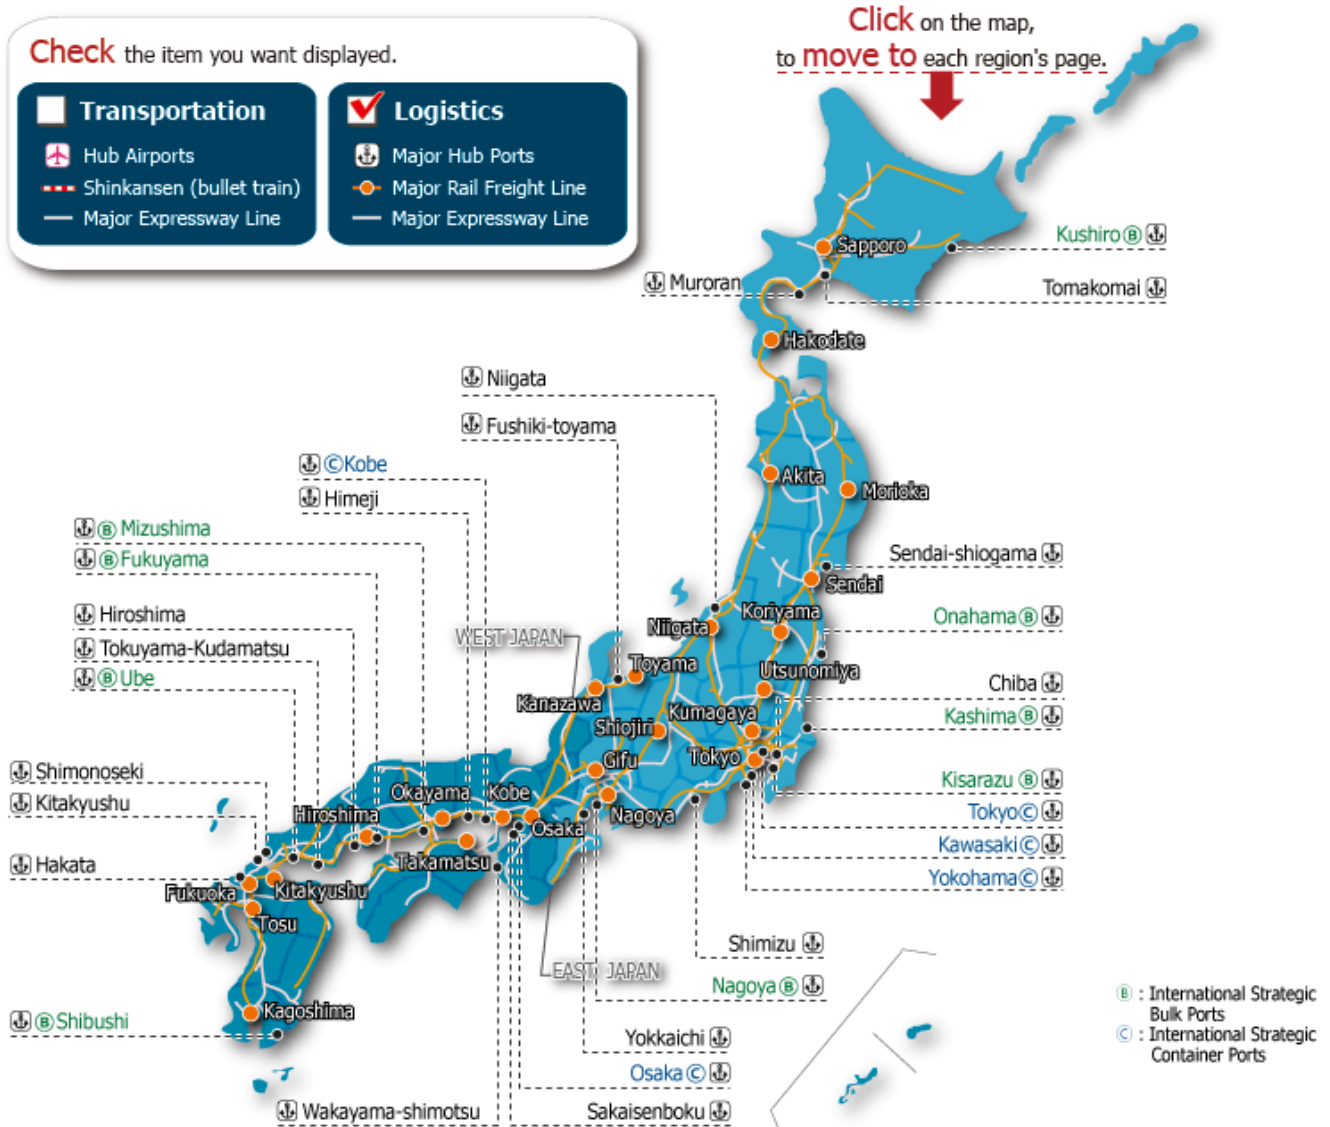 Check the item you want displayed.
Click on the map,
to move to each region's page.
Transportation
Hub Airports
Shinkansen (bullet train)
Major Expressway Line
Logistics
Major Hub Ports
Major Rail Freight Line
Major Expressway Line
Kushiro B
Sapporo
Muroran
Tomakomai
Hakodate
Niigata
Fushiki-toyama
C Kobe
Himeji
Akita
Morioka
B Mizushima
B Fukuyama
Sendai-shiogama
Sendai
Hiroshima
Koriyama
Onahama B
Niigata
WEST JAPAN
Tokuyama-Kudamatsu
B Ube
Toyama
Utsunomiya
Chiba
Kanazawa
Kumagaya
Kashima B
Shiojiri
Tokyo
Gifu
Shimonoseki
Kisarazu B
Okayama
Kobe
Kitakyushu
Hiroshima
Nagoya
Tokyo C
Osaka
Kawasaki C
Takamatsu
Hakata
Yokohama C
Fukuoka
Kitakyushu
Tosu
Shimizu
EAST JAPAN
Nagoya B
Kagoshima
B Shibushi
B : International Strategic
Bulk Ports
C : International Strategic
Container Ports
Yokkaichi
Osaka C
Wakayama-shimotsu
Sakaisenboku